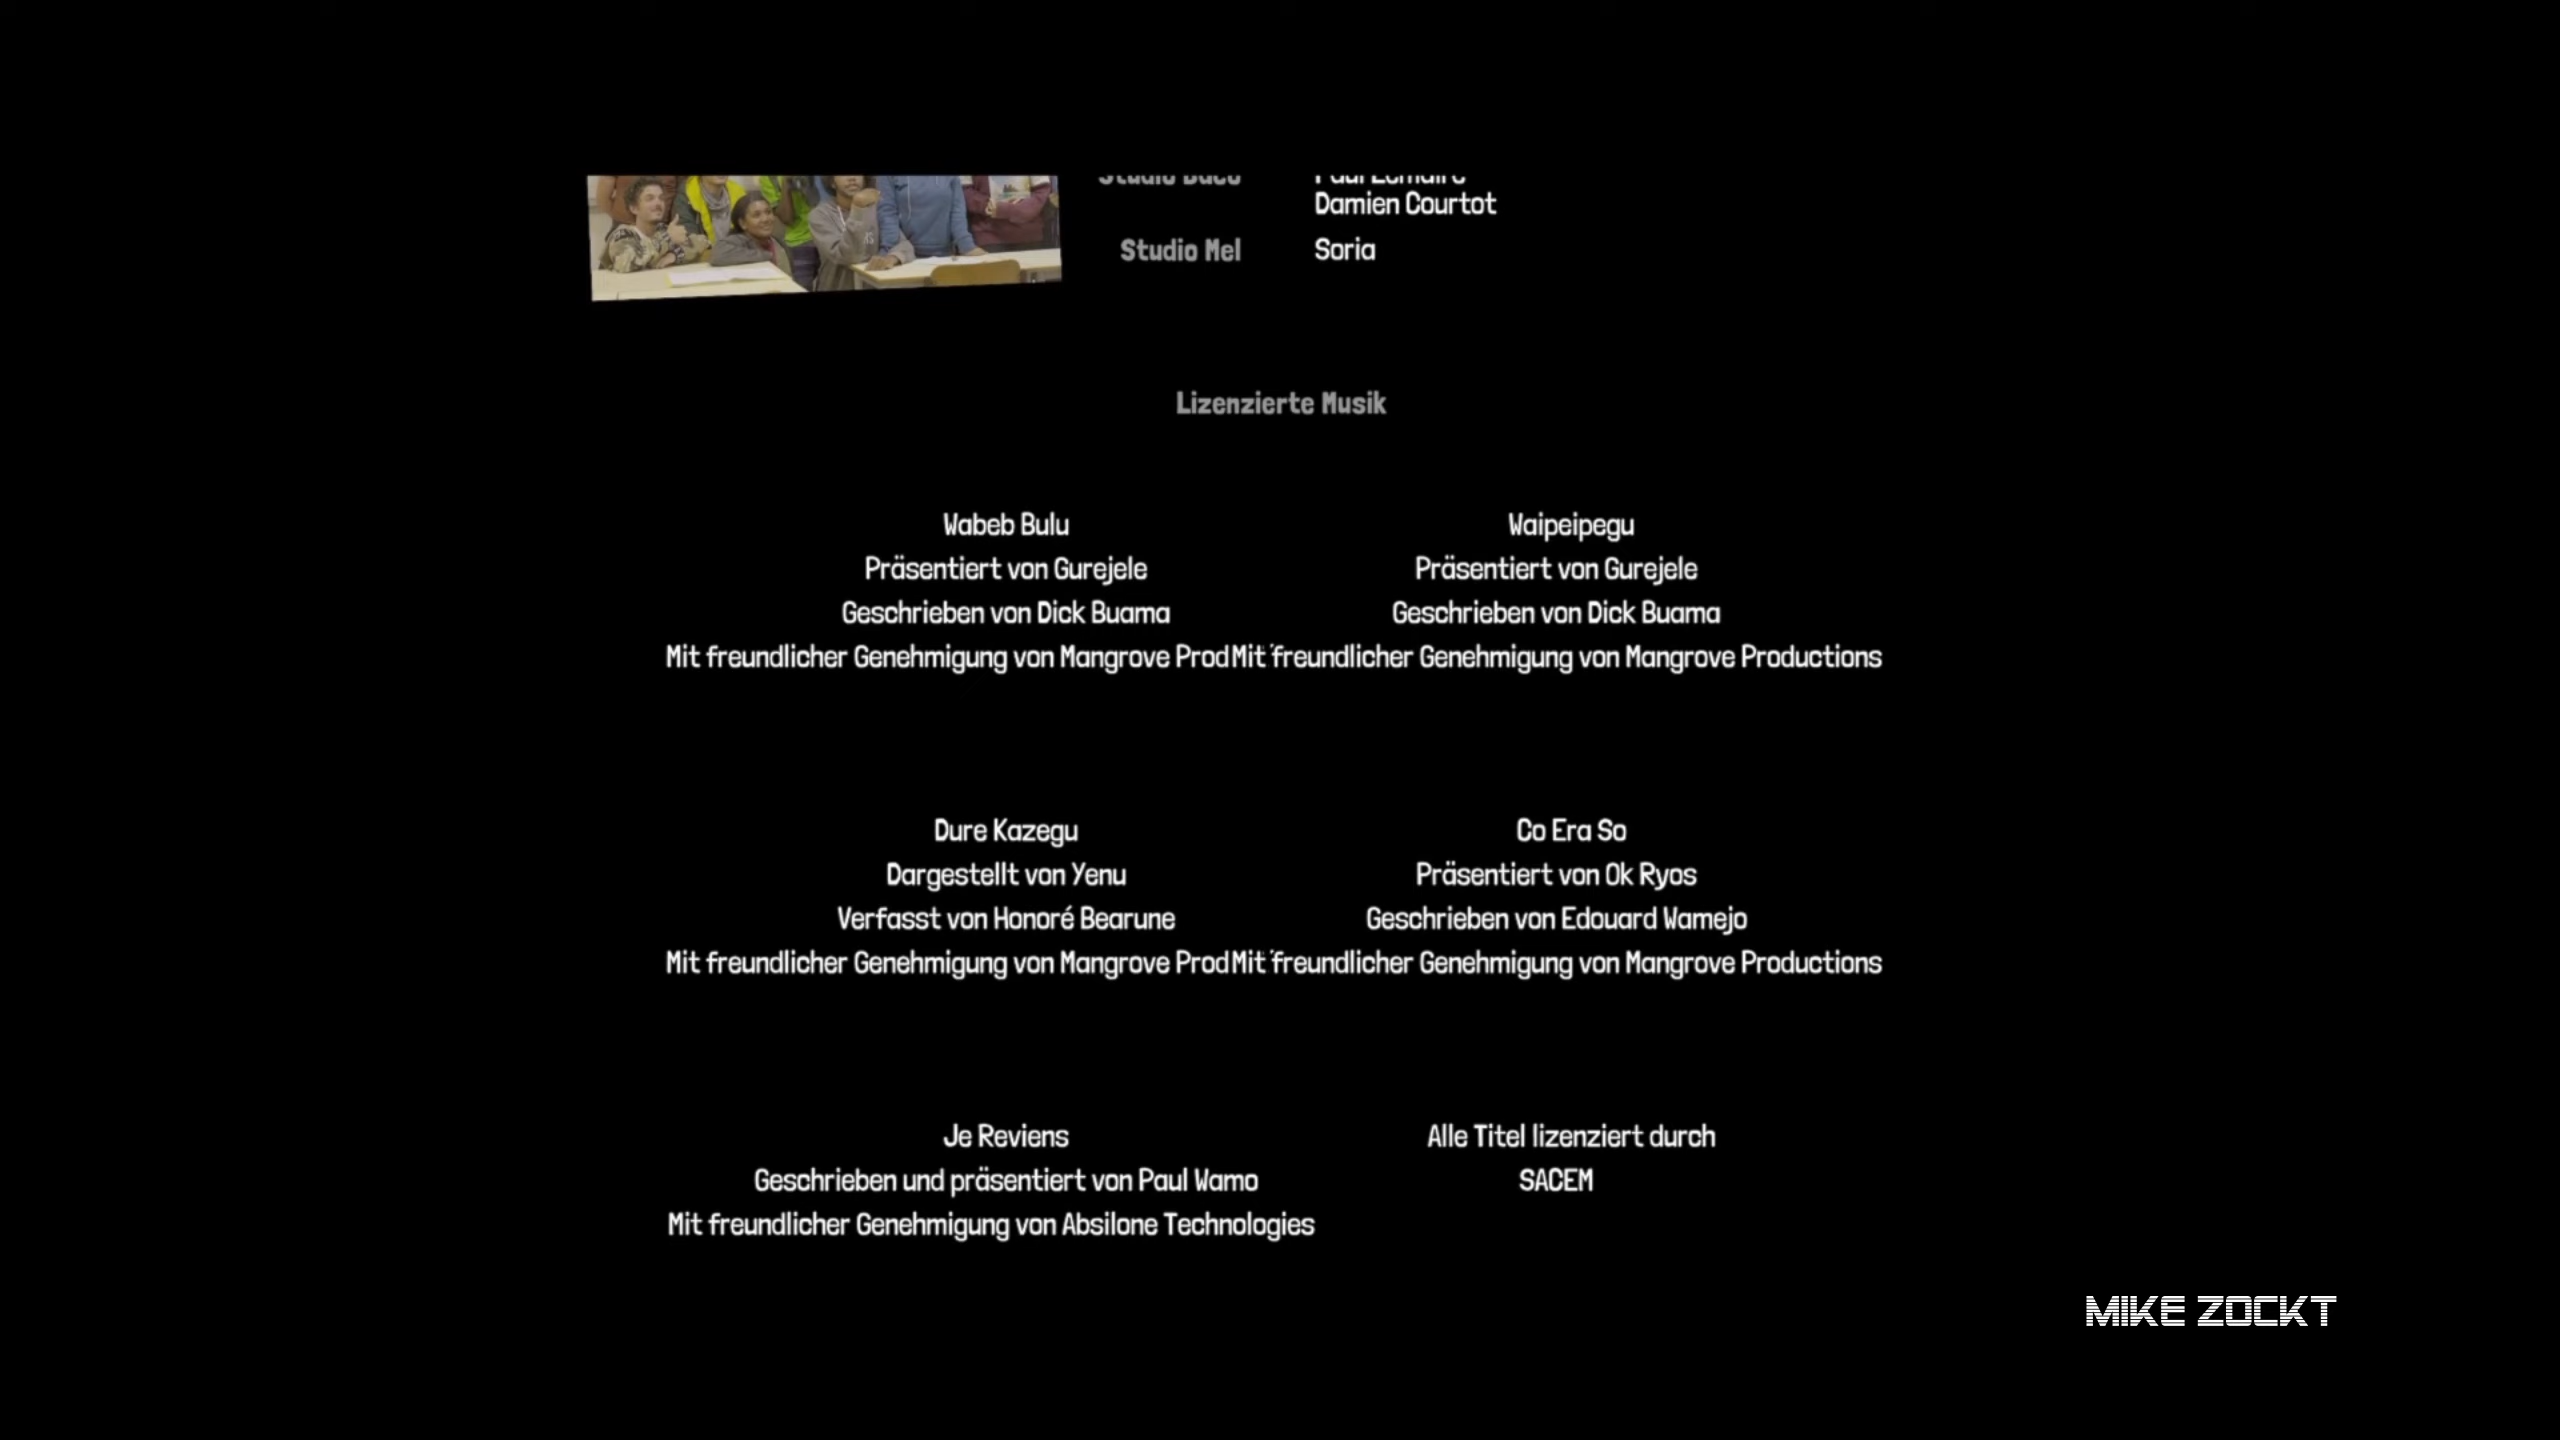 Damien Courtot
Studio Mel Soria
Lizenzierte Musik
Wabeb Bulu
Präsentiert von Gurejele
Geschrieben von Dick Buama
Mit freundlicher Genehmigung von Mangrove Prod
Waipeipegu
Präsentiert von Gurejele
Geschrieben von Dick Buama
Mit freundlicher Genehmigung von Mangrove Productions
Dure Kazegu
Dargestellt von Yenu
Verfasst von Honoré Bearune
Mit freundlicher Genehmigung von Mangrove Prod
Co Era So
Präsentiert von Ok Ryos
Geschrieben von Edouard Wamejo
Mit freundlicher Genehmigung von Mangrove Productions
Je Reviens
Geschrieben und präsentiert von Paul Wamo
Mit freundlicher Genehmigung von Absilone Technologies
Alle Titel lizenziert durch
SACEM
MIKE ZOCKT